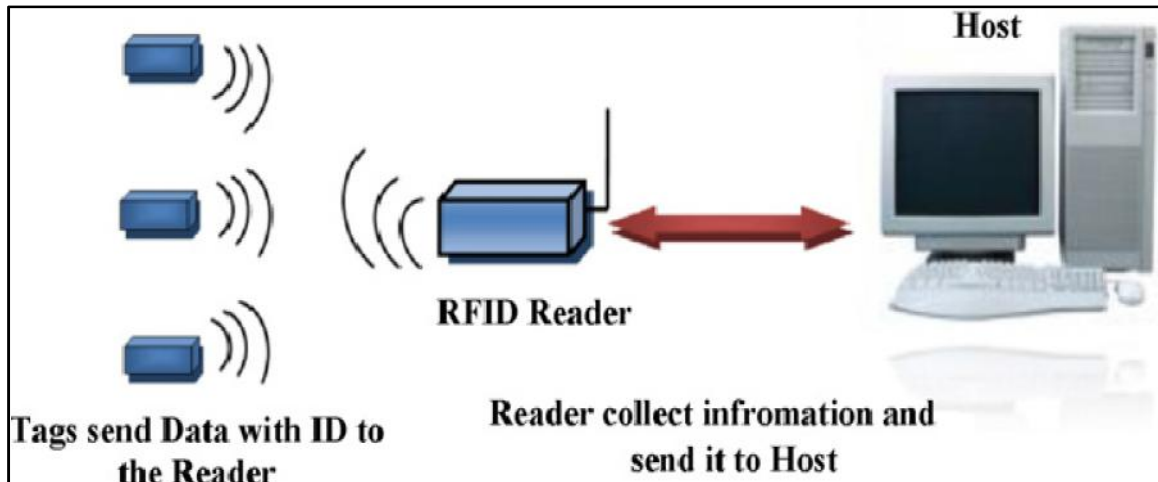 Host
RFID Reader
Tags send Data with ID to
the Reader
Reader collect infromation and
send it to Host